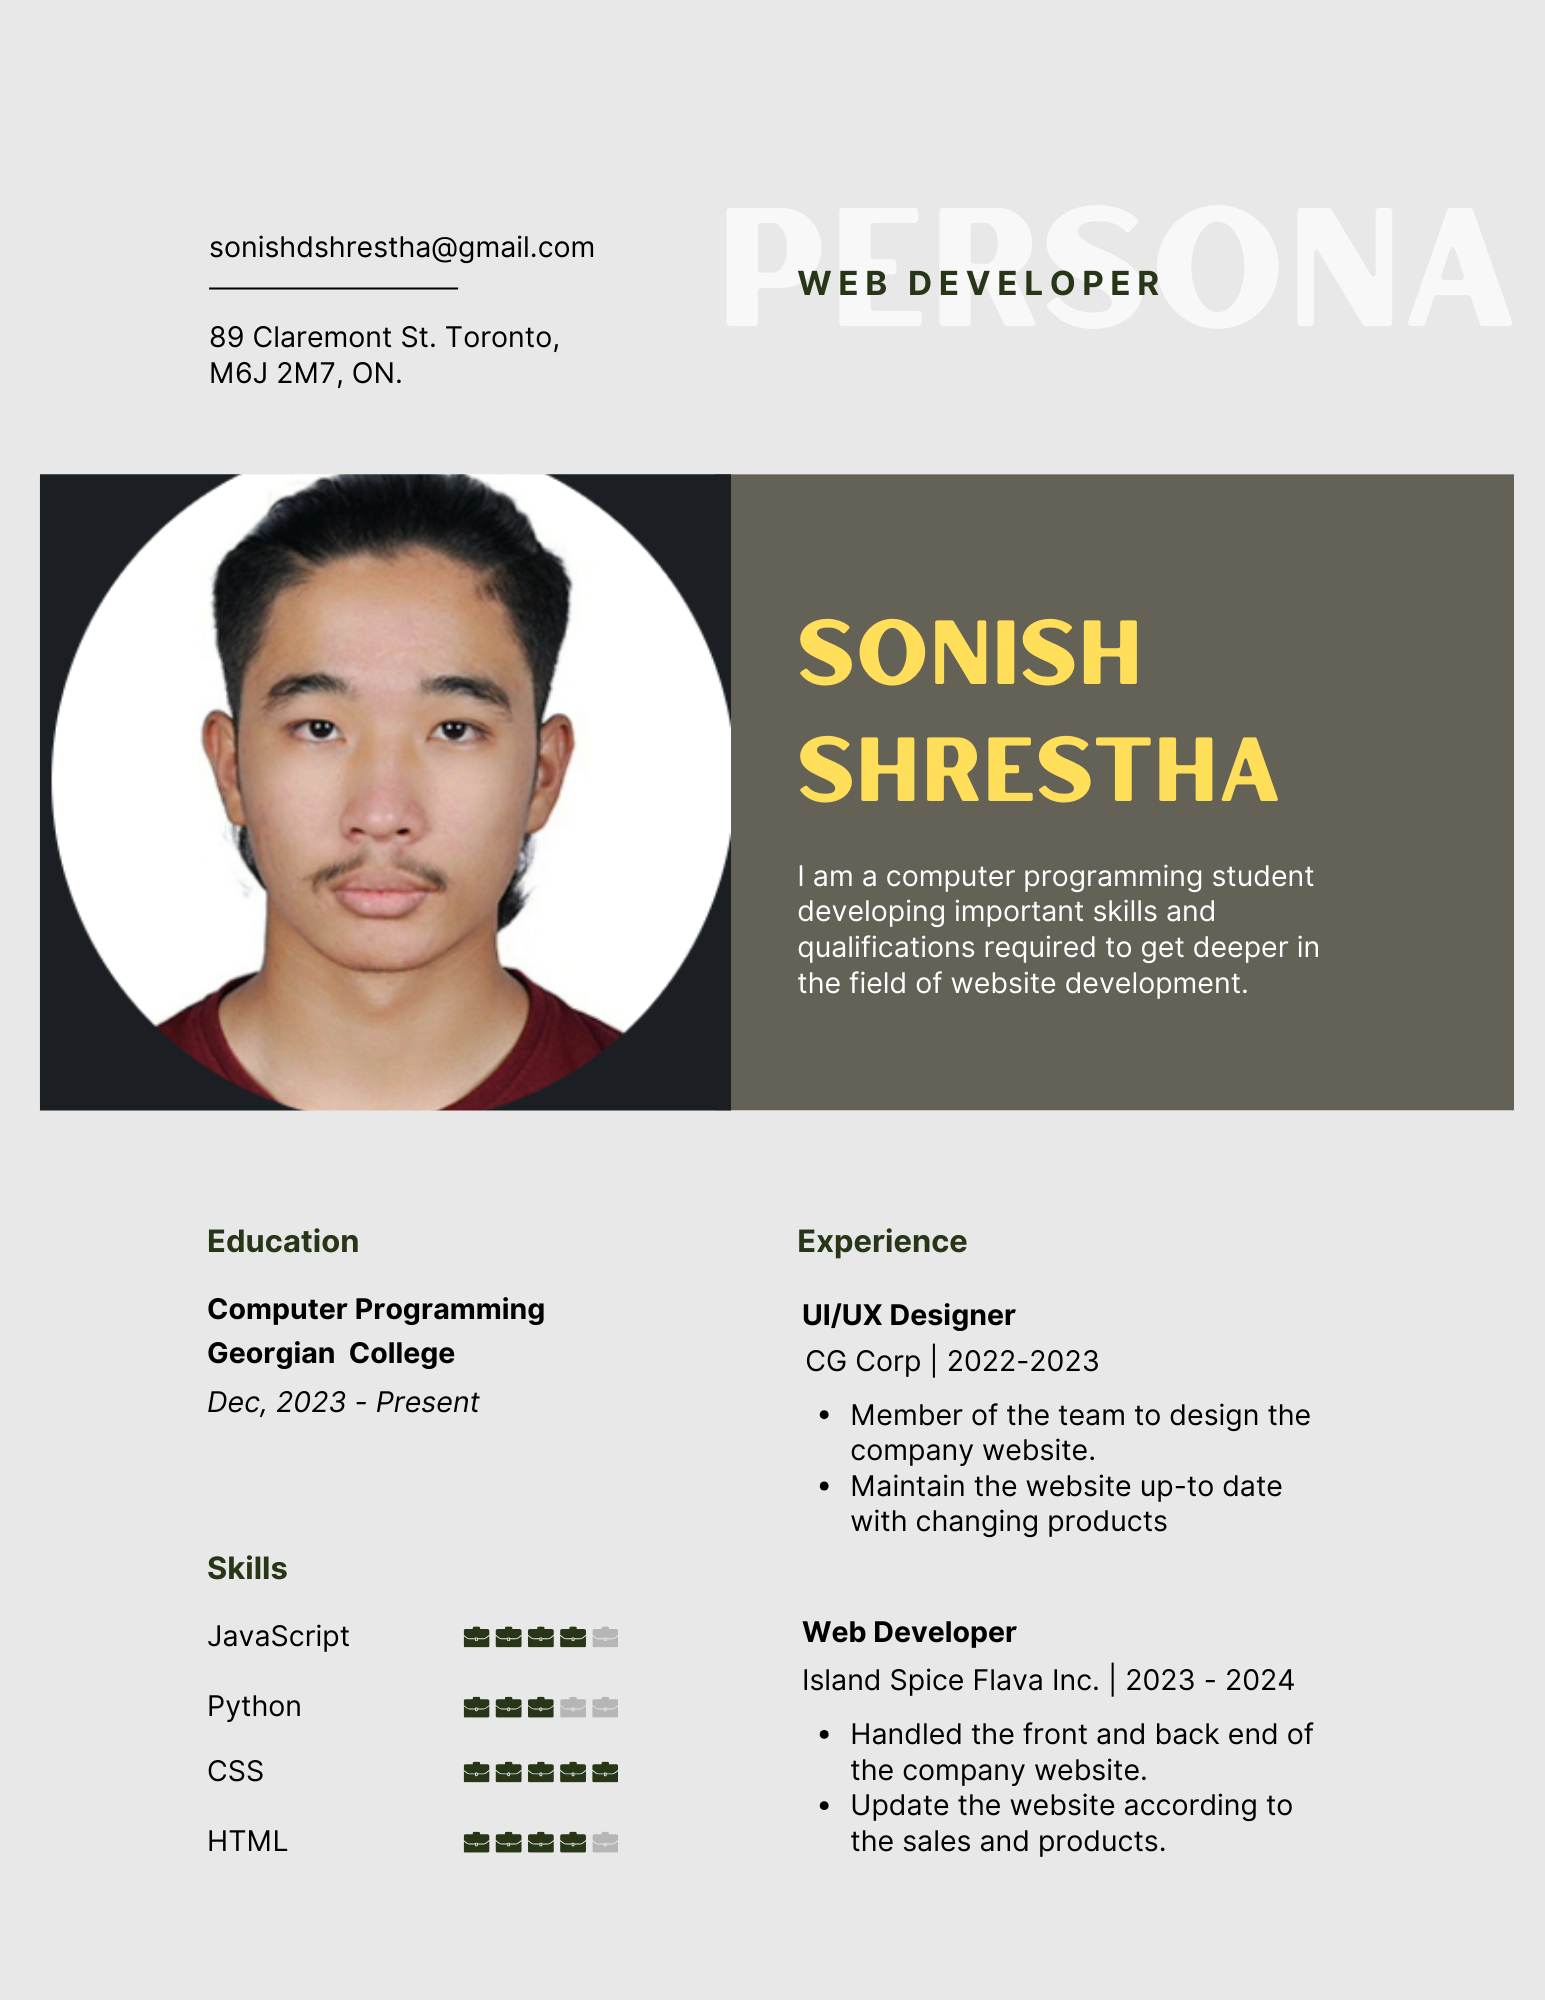 sonishdshrestha@gmail.com
89 Claremont St. Toronto,
M6J 2M7, ON.
PERSONA
WEB DEVELOPER
SONISH
SHRESTHA
I am a computer programming student
developing important skills and
qualifications required to get deeper in
the field of website development.
Education
Computer Programming
Georgian  College
Dec, 2023 - Present
Skills
JavaScript
Python
CSS
HTML
Experience
UI/UX Designer
CG Corp | 2022-2023
• Member of the team to design the
company website.
• Maintain the website up-to date
with changing products
Web Developer
Island Spice Flava Inc. | 2023 - 2024
• Handled the front and back end of
the company website.
• Update the website according to
the sales and products.